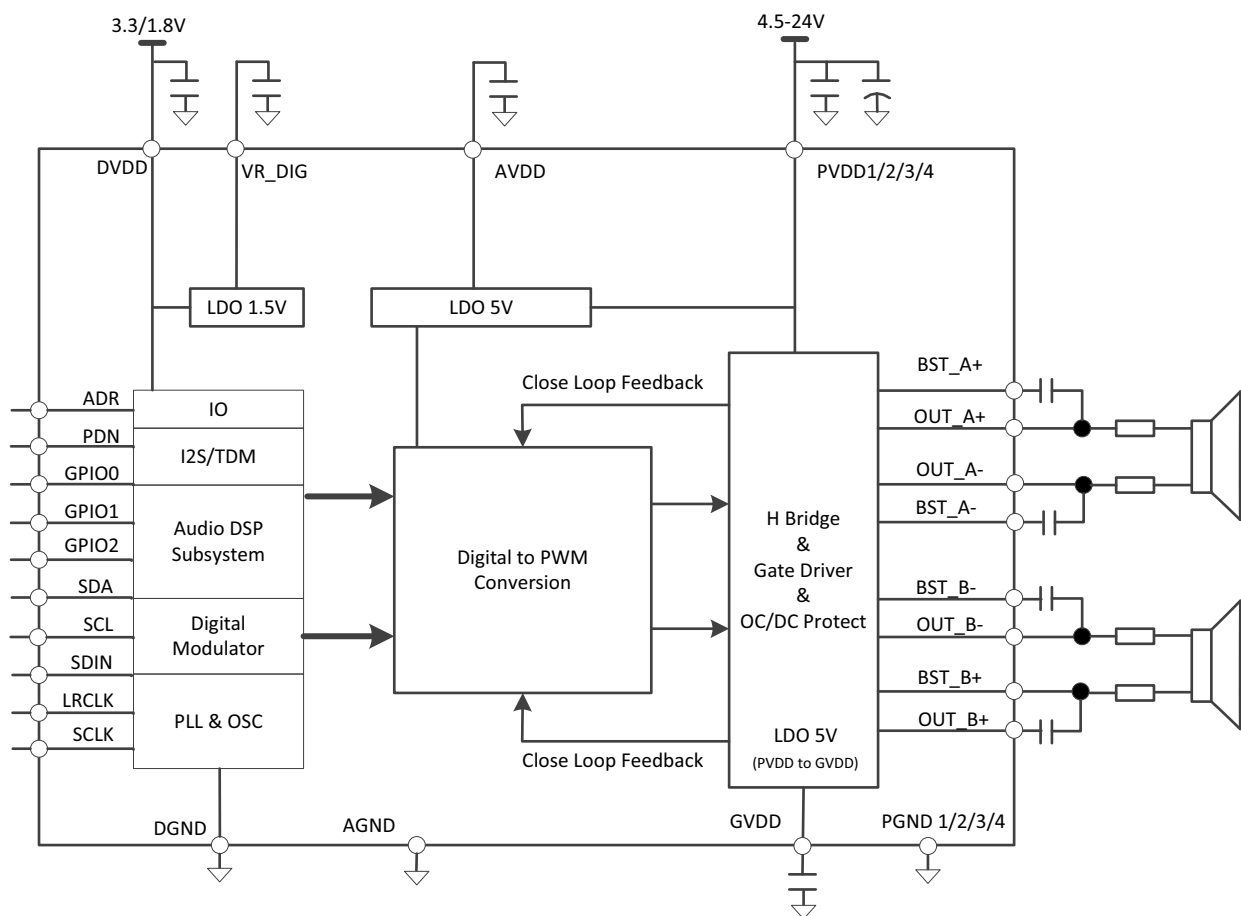 3.3/1.8V
4.5-24V
DVDD
VR_DIG
AVDD
PVDD1/2/3/4
LDO 1.5V
LDO 5V
ADR
PDN
GPIO0
GPIO1
GPIO2
SDA
SCL
SDIN
LRCLK
SCLK
IO
I2S/TDM
Audio DSP
Subsystem
Digital
Modulator
PLL & OSC
Close Loop Feedback
Digital to PWM
Conversion
Close Loop Feedback
H Bridge
&
Gate Driver
&
OC/DC Protect
LDO 5V
(PVDD to GVDD)
BST_A+
OUT_A+
OUT_A-
BST_A-
BST_B-
OUT_B-
BST_B+
OUT_B+
DGND
AGND
GVDD
PGND 1/2/3/4